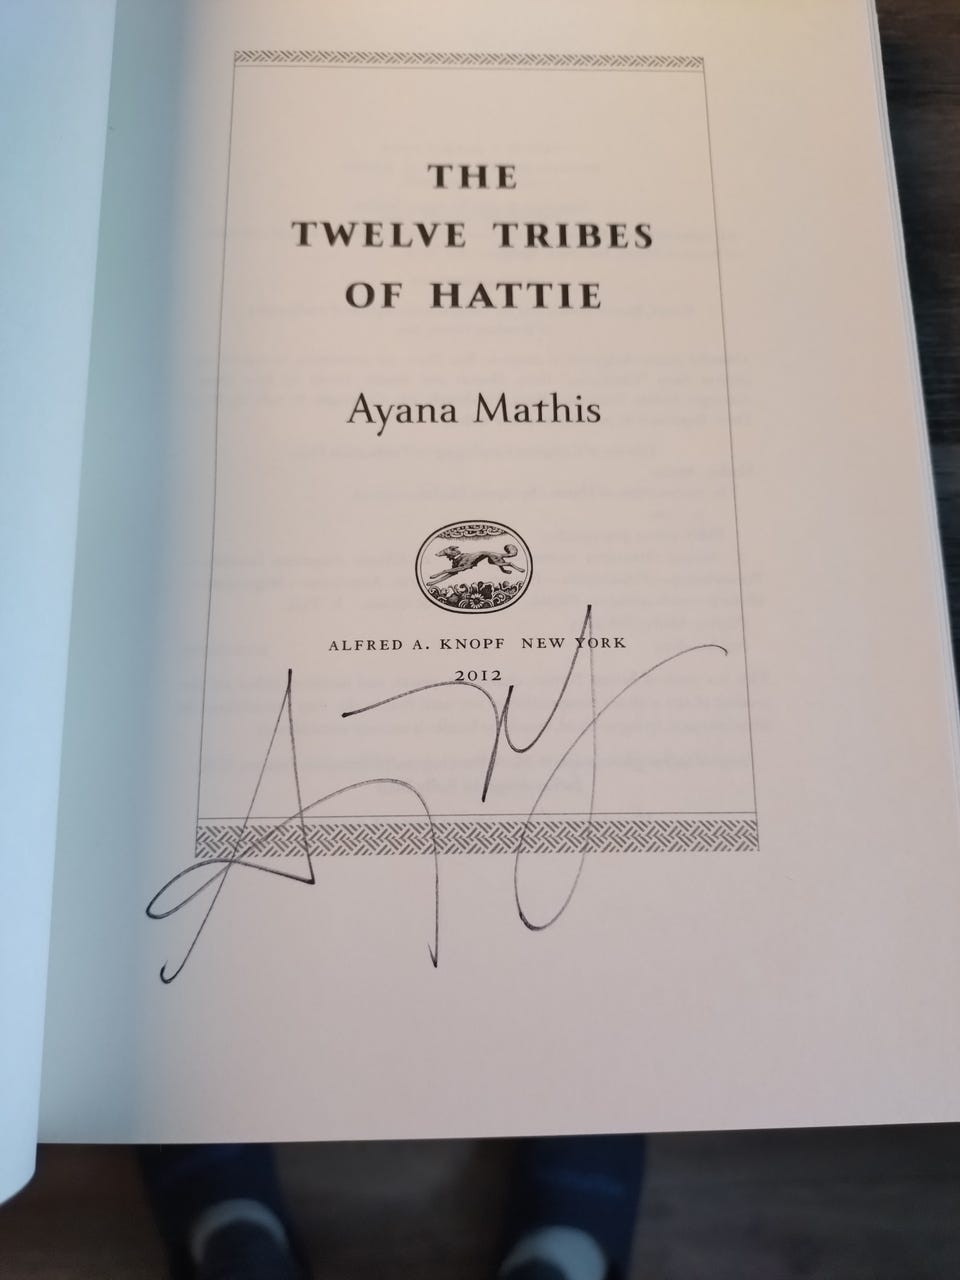 THE
TWELVE TRIBES
OF HATTIE
Ayana Mathis
ALFRED A. KNOPF NEW YORK
2012